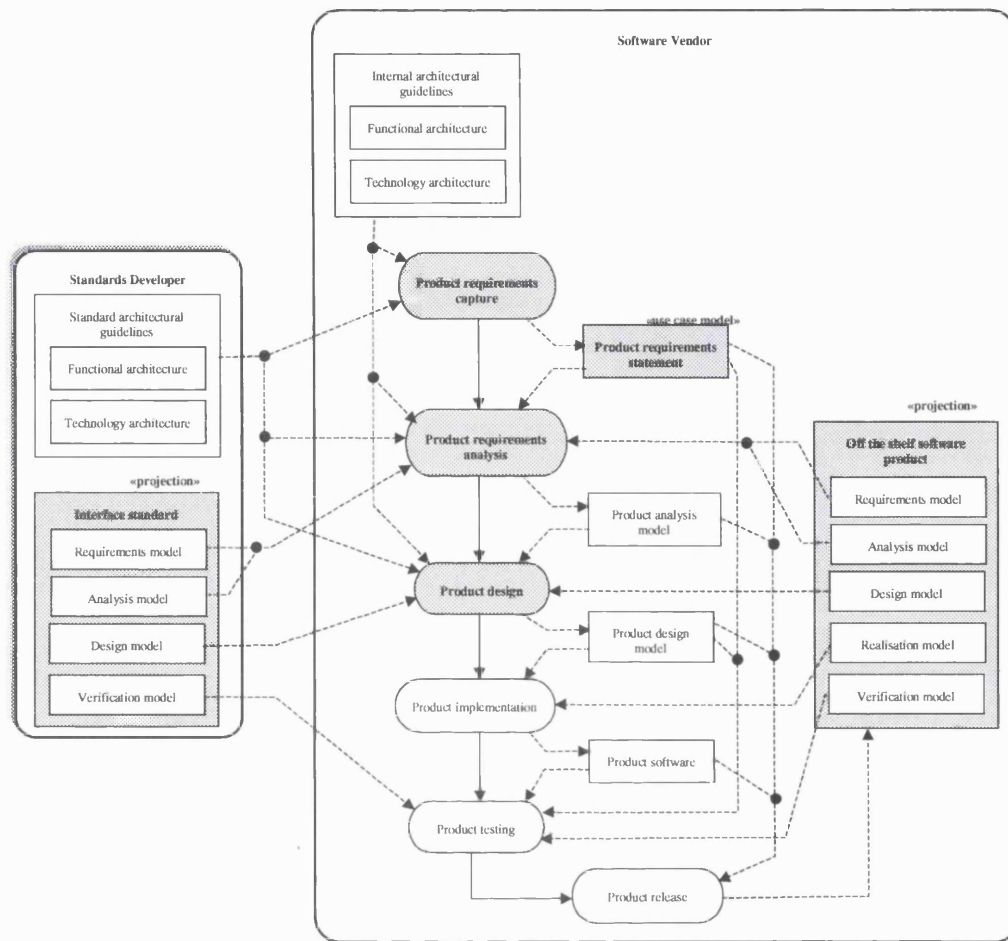 Software Vendor
Internal architectural
guidelines
Functional architecture
Technology architecture
Standards Developer
Standard architectural
guidelines
Functional architecture
Technology architecture
«projection»
Interface standard
Requirements model
Analysis model
Design model
Verification model
Product requirements
capture
«use case model»
Product requirements
statement
Product requirements
analysis
Product analysis
model
Product design
Product design
model
Product implementation
Product software
Product testing
Product release
«projection»
Off the shelf software
product
Requirements model
Analysis model
Design model
Realisation model
Verification model